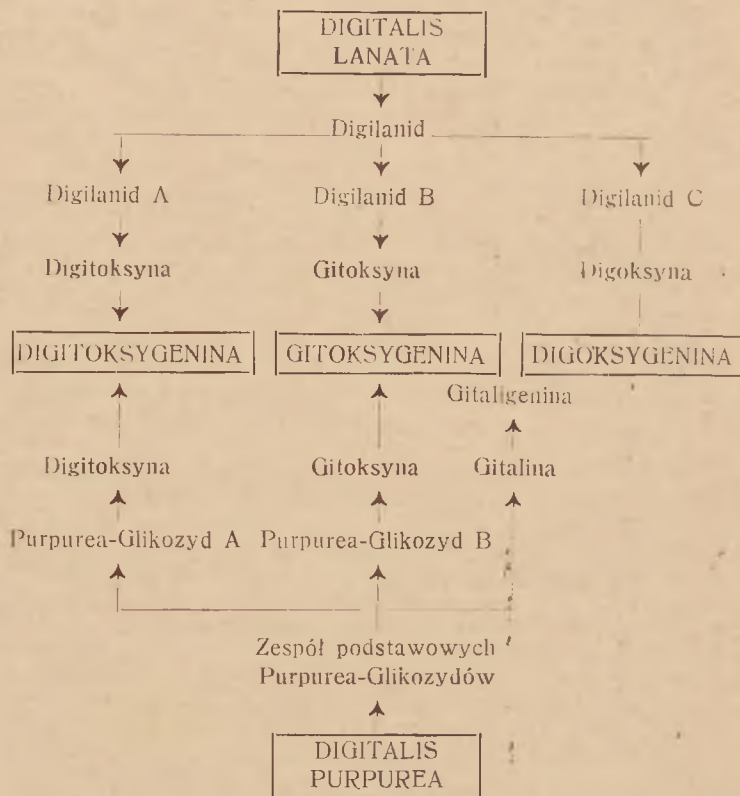 DIGITALIS
LANATA
Digilanid
Digilanid A Digilanid B Digilanid C
Digitoksyna Gitoksyna Digoksyna
DIGITOKSYGENINA GITOKSYGENINA DIGOKSYGENINA
Gitaligenina
Digitoksyna Gitoksyna Gitalina
Purpurea-Glikozyd A Purpurea-Glikozyd B
Zespół podstawowych
Purpurea-Glikozydów
DIGITALIS
PURPUREA